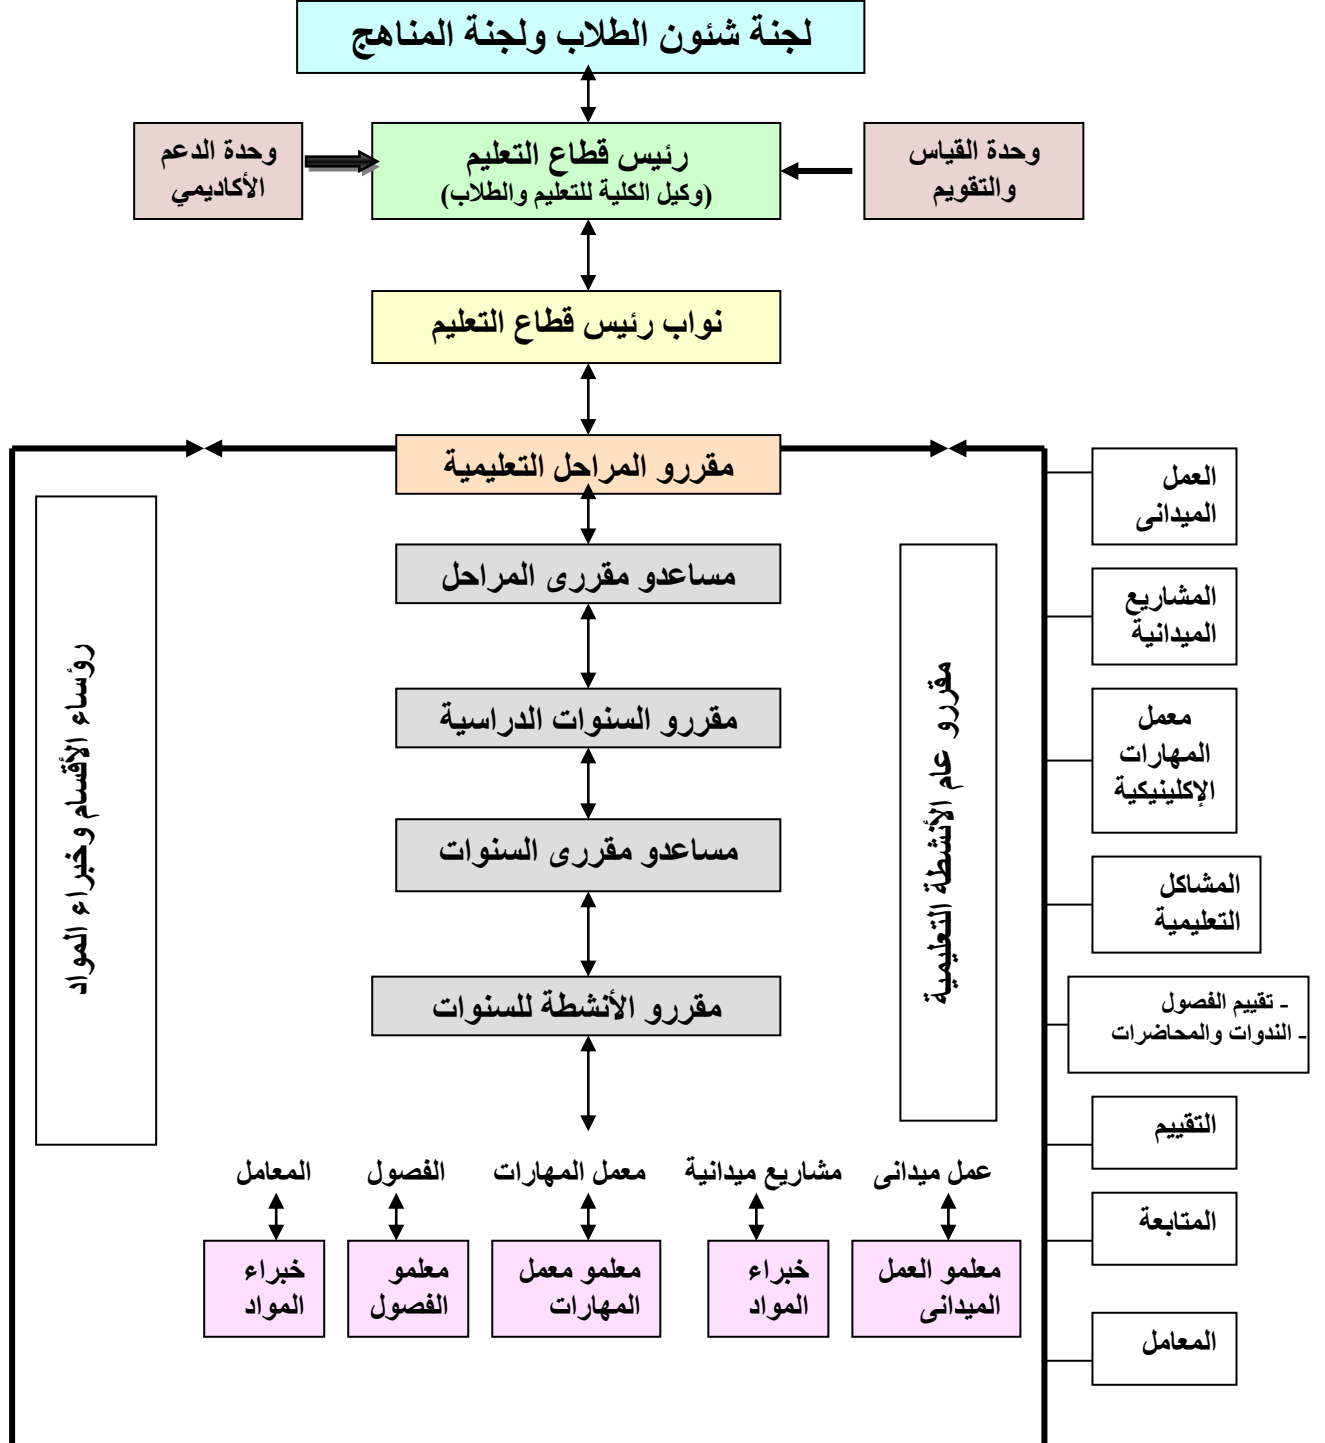 لجنة شئون الطلاب ولجنة المناهج
وحدة القياس
والتقويم
رئيس قطاع التعليم
(وكيل الكلية للتعليم والطلاب)
وحدة الدعم
الأكاديمي
نواب رئيس قطاع التعليم
مقررو المراحل التعليمية
مساعدو مقررى المراحل
مقررو السنوات الدراسية
مساعدو مقررى السنوات
مقررو الأنشطة للسنوات
العمل
الميدانى
المشاريع
الميدانية
معمل
المهارات
الإكلينيكية
المشاكل
التعليمية
- تقييم الفصول
- الندوات والمحاضرات
التقييم
المتابعة
المعامل
مقررو عام الأنشطة التعليمية
رؤساء الأقسام وخبراء المواد
عمل ميدانى
مشاريع ميدانية
معمل المهارات
الفصول
المعامل
معلمو العمل
الميدانى
خبراء
المواد
معلمو معمل
المهارات
معلمو
الفصول
خبراء
المواد